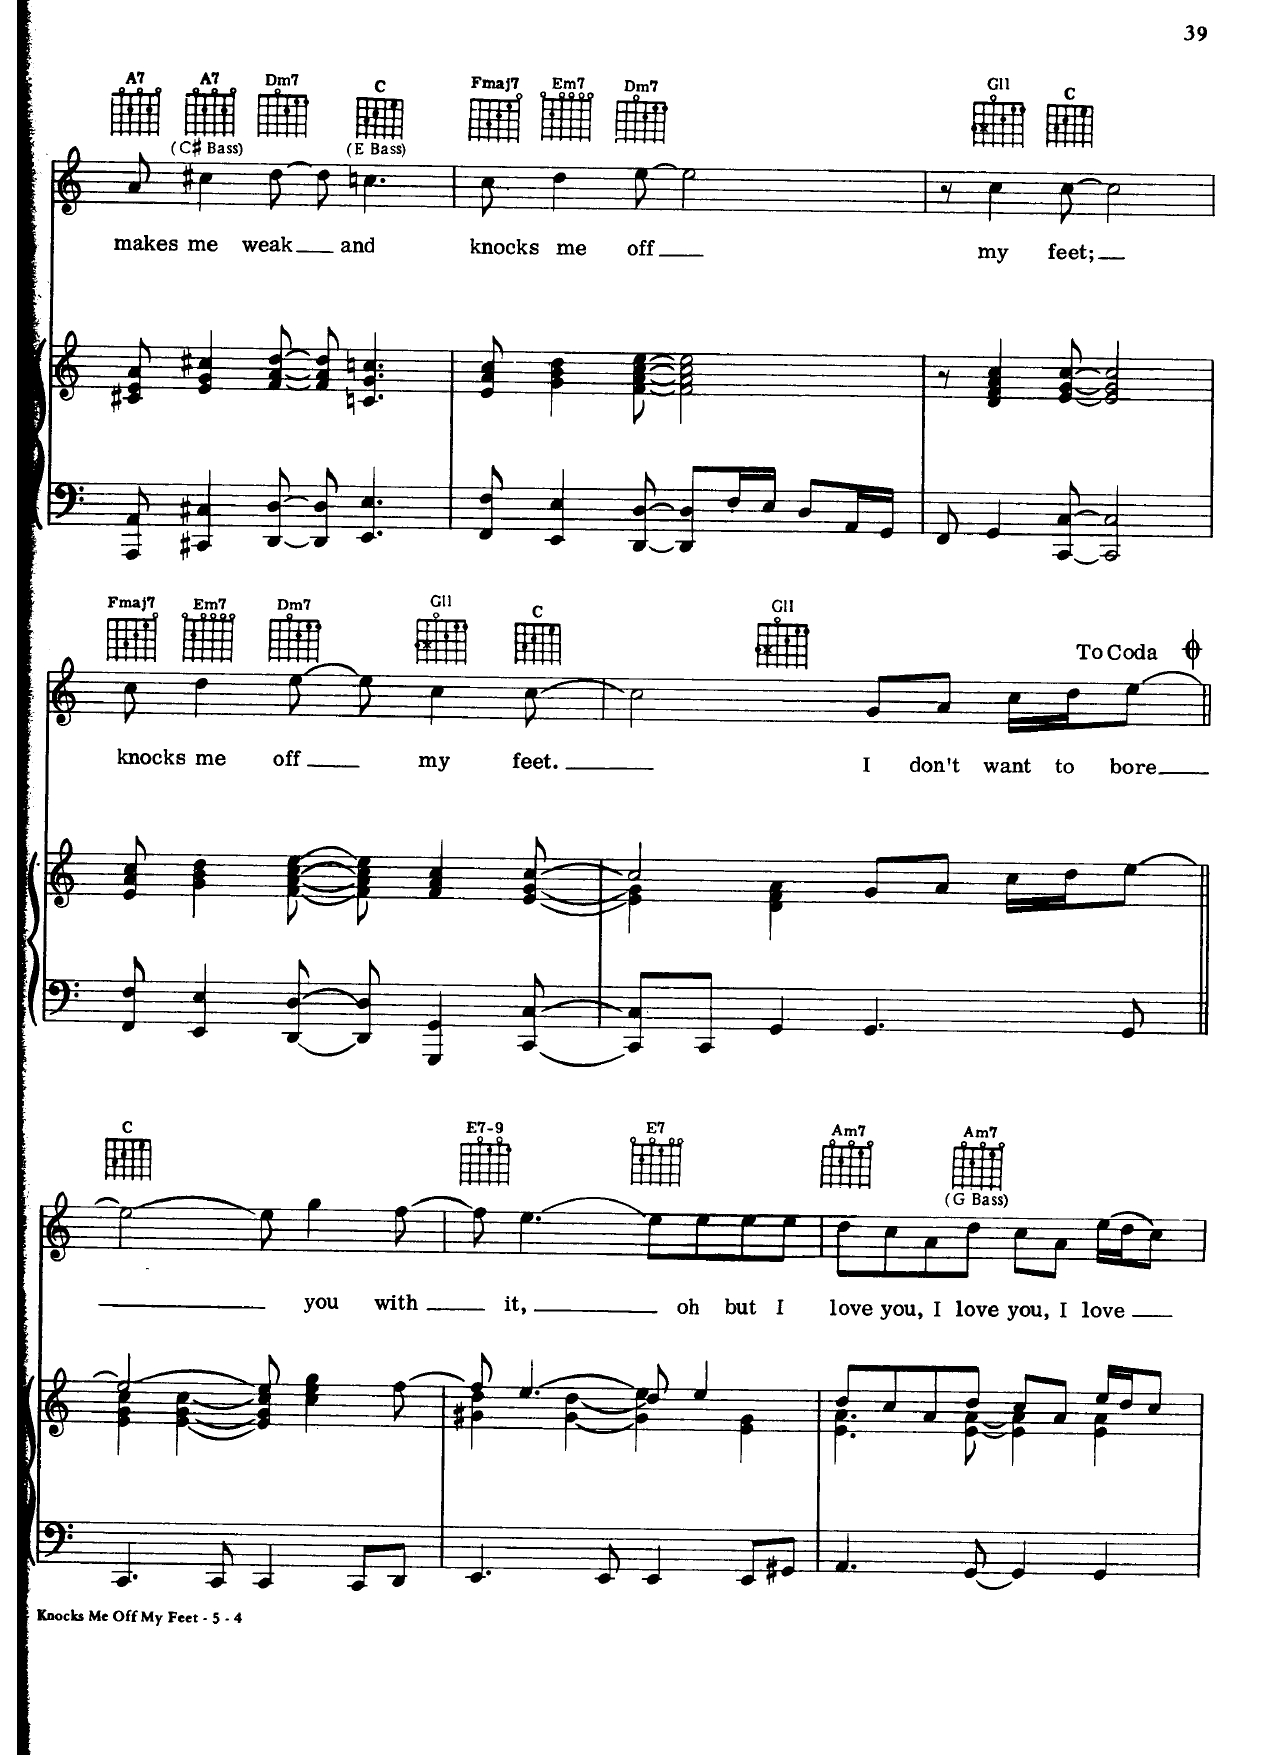 39
A7 A7 Dm7 C Fmaj7 Em7 Dm7 G11 C
(C# Bass) (E Bass)
makes me weak and knocks me off my feet;
Fmaj7 Em7 Dm7 G11 C G11
To Coda
knocks me off my feet. I don't want to bore
C E7-9 E7 Am7 Am7
(G Bass)
you with it, oh but I love you, I love you, I love
Knocks Me Off My Feet - 5 - 4